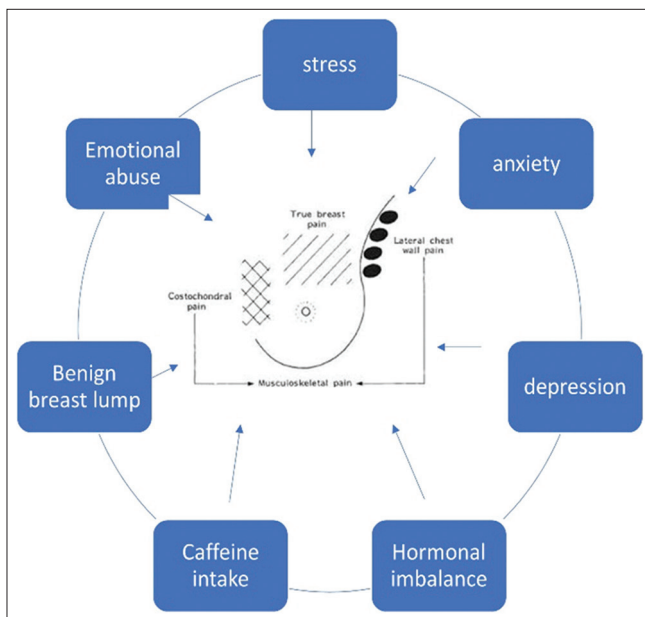 stress
Emotional
abuse
anxiety
True breast
pain
Lateral chest
wall pain
Costochondral
pain
Benign
breast lump
Musculoskeletal pain
depression
Caffeine
intake
Hormonal
imbalance